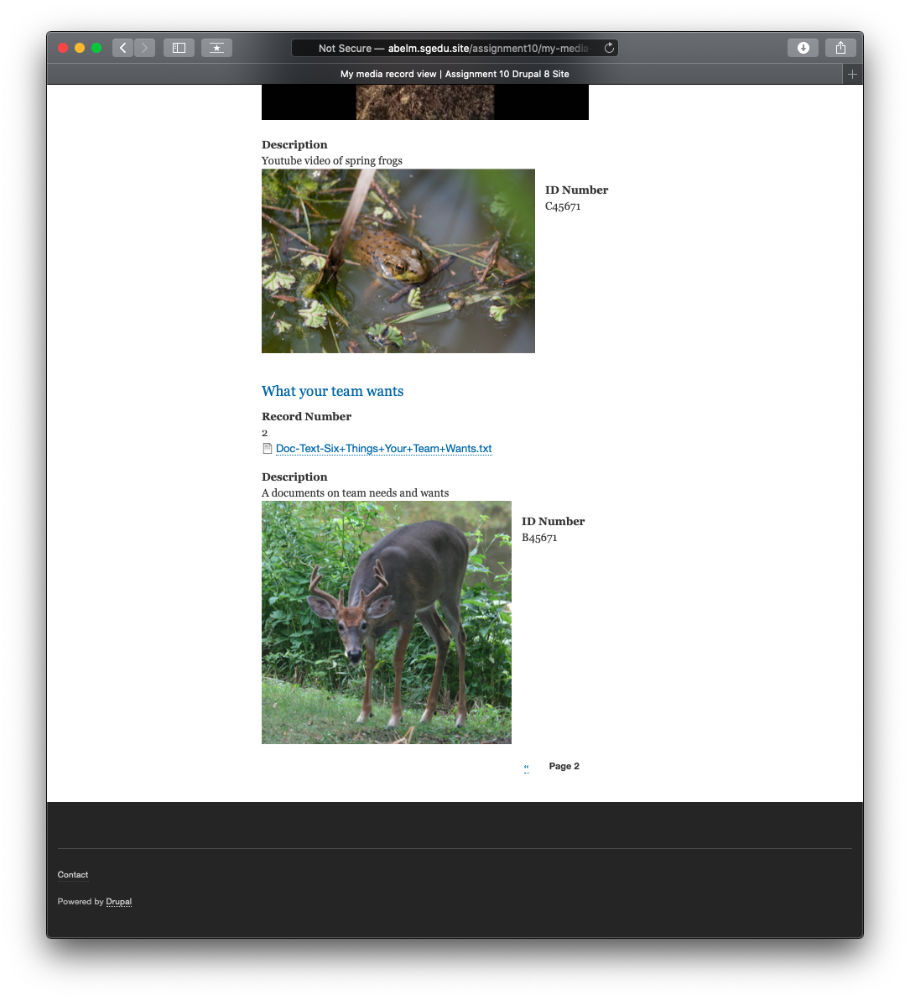 Not Secure — abelm.sgedu.site/assignment10/my-media-
My media record view | Assignment 10 Drupal 8 Site
Description
Youtube video of spring frogs
ID Number
C45671
What your team wants
Record Number
2
Doc-Text-Six+Things+Your+Team+Wants.txt
Description
A documents on team needs and wants
ID Number
B45671
‹‹ Page 2
Contact
Powered by Drupal